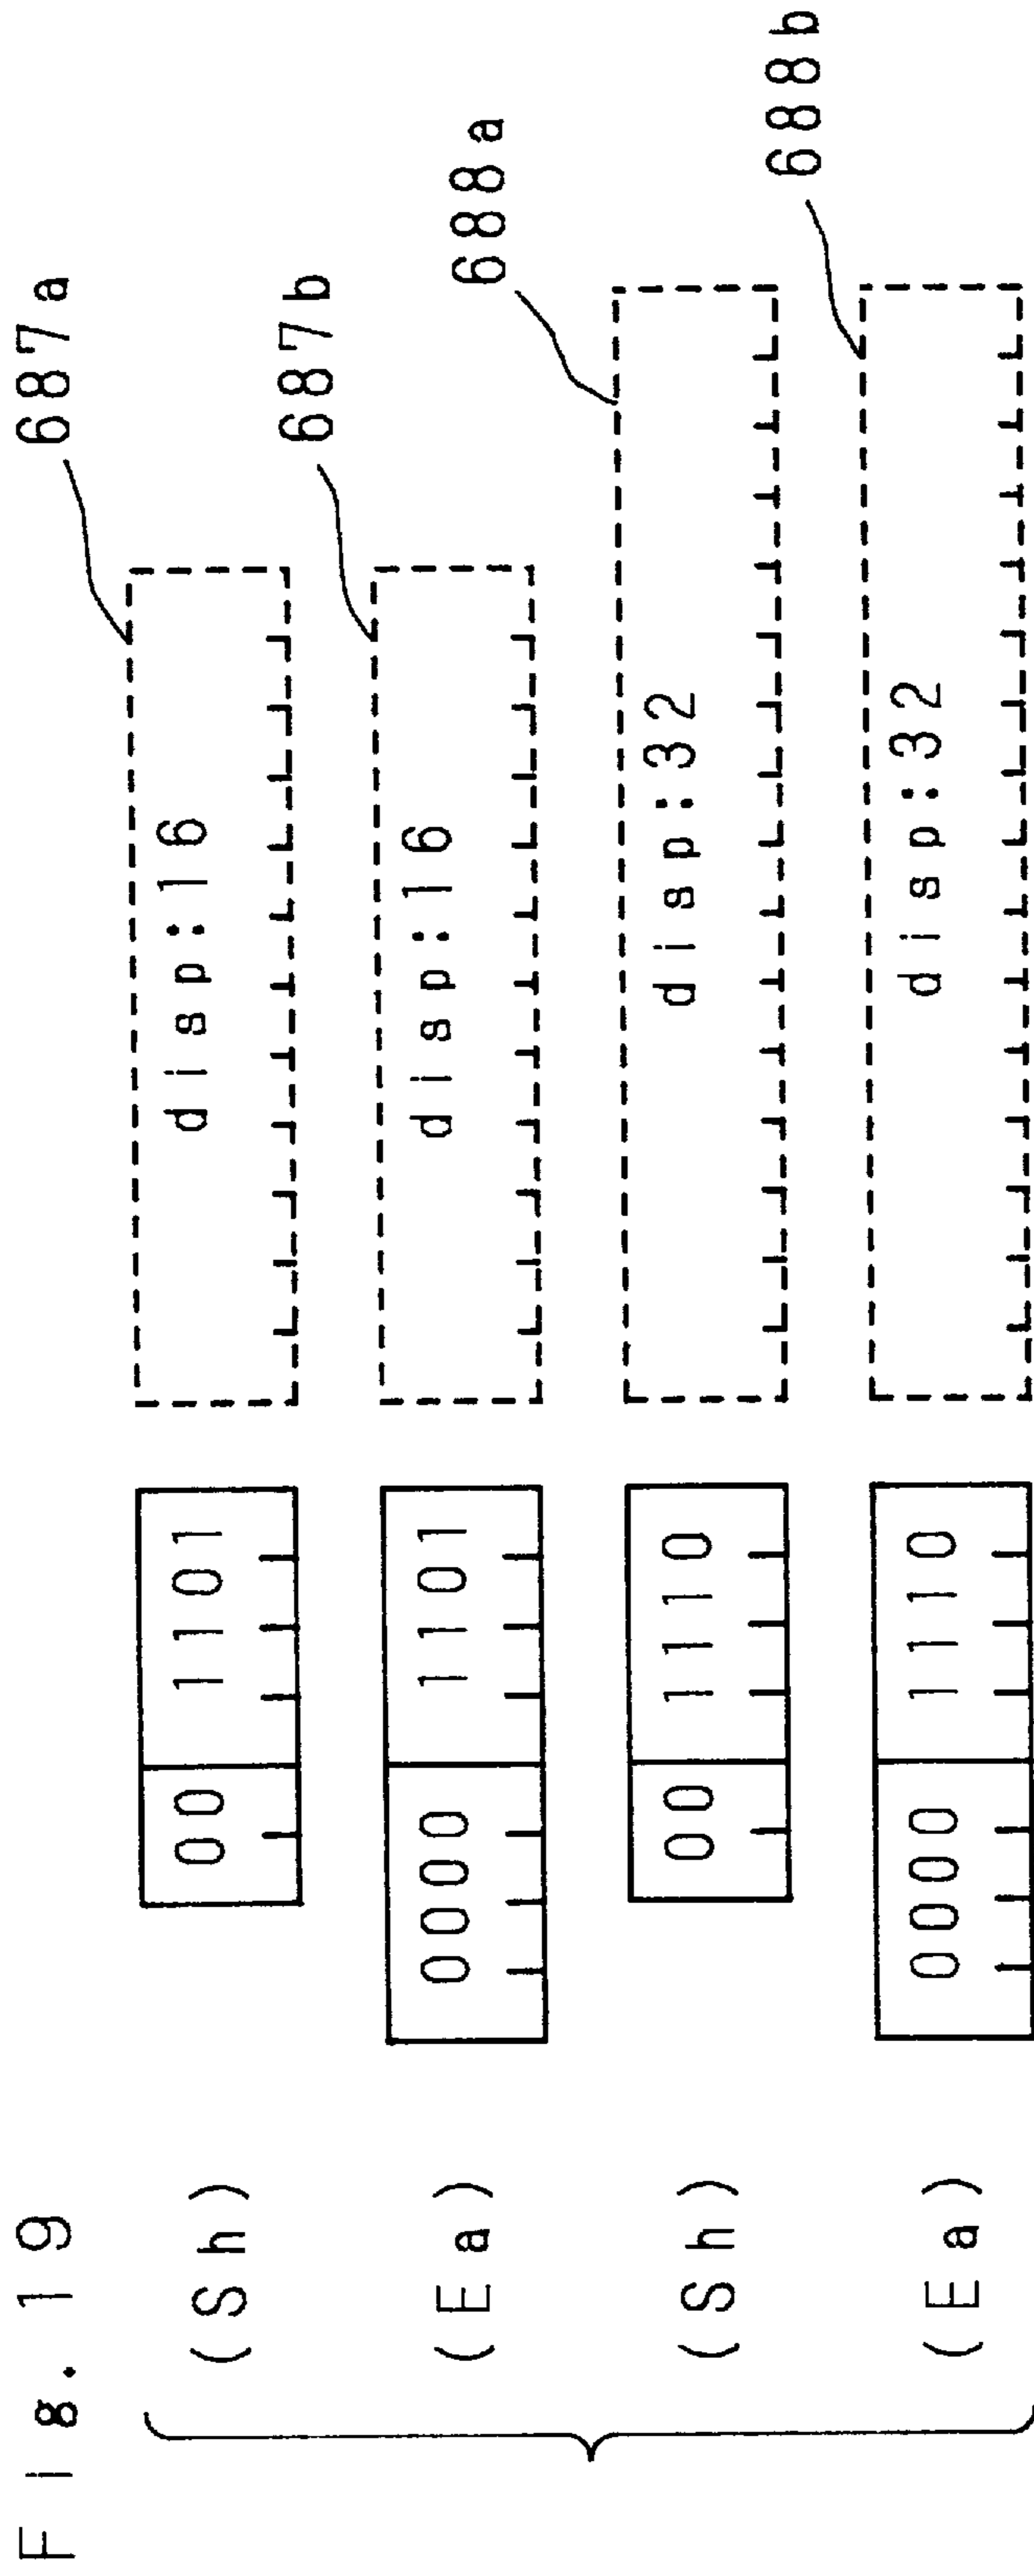 Fig. 19
687a
(Sh) 00 1101 disp:16
687b
(Ea) 0000 1101 disp:16
688a
(Sh) 00 1110 disp:32
688b
(Ea) 0000 1110 disp:32